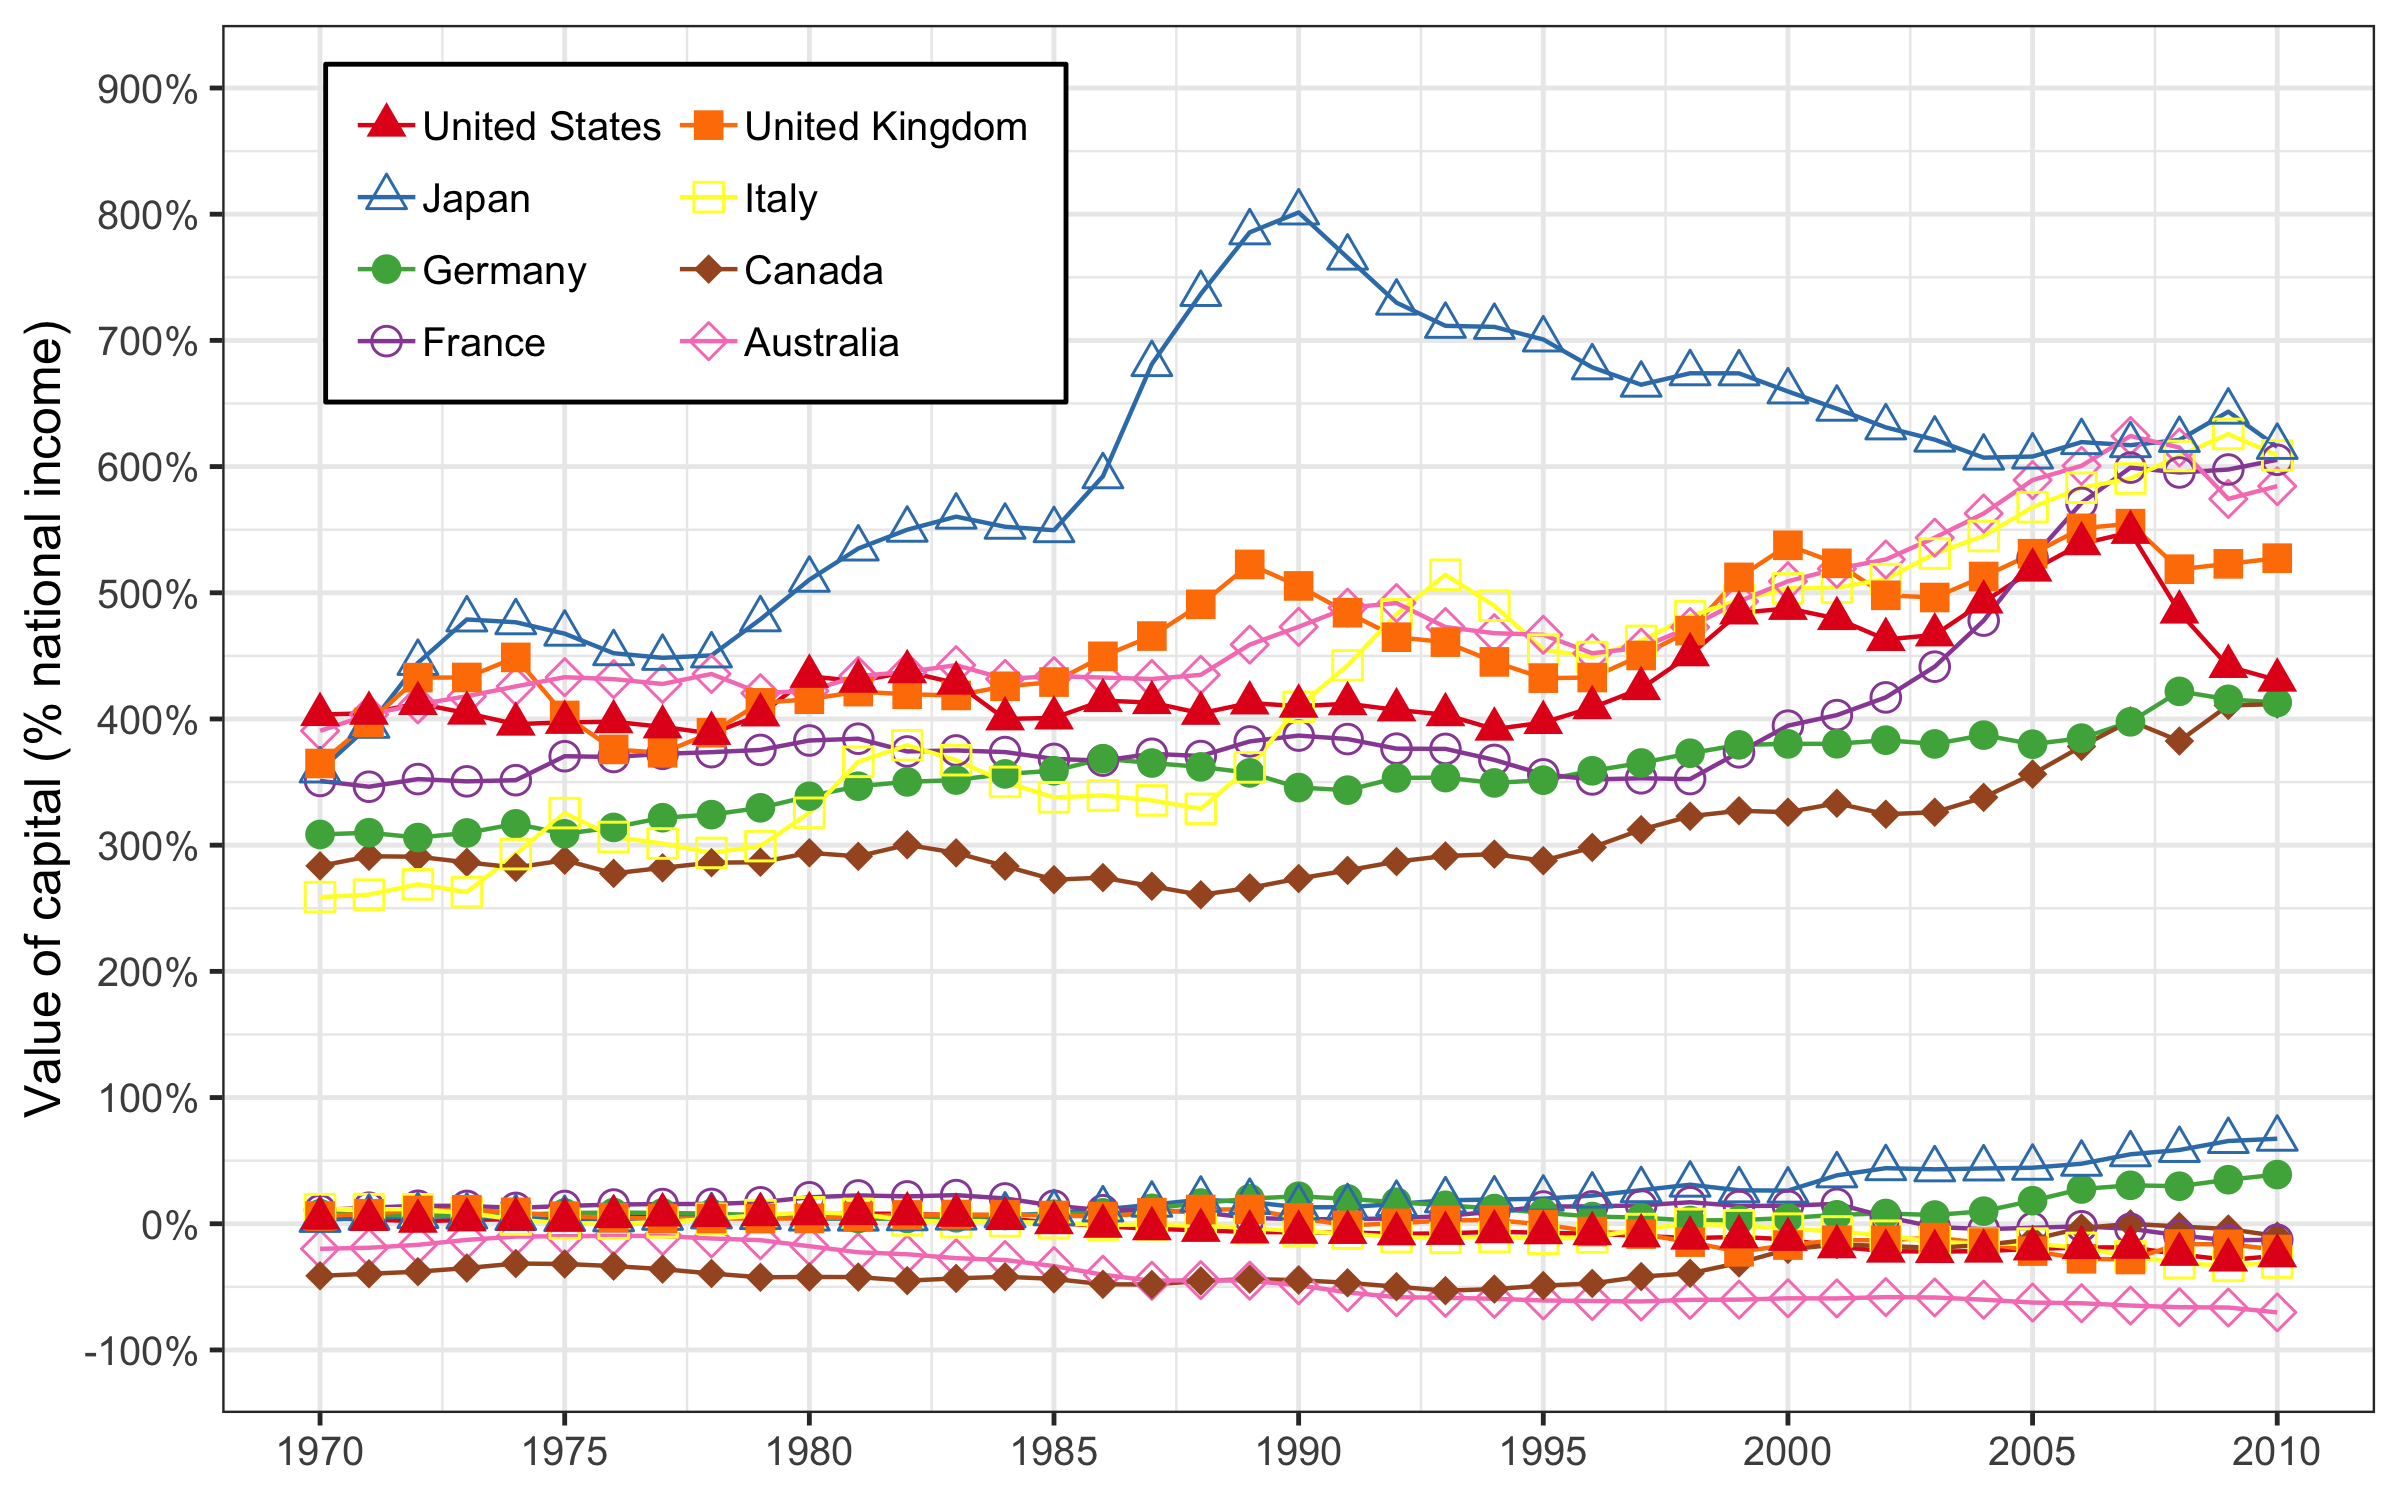 Value of capital (% national income)
900%
800%
700%
600%
500%
400%
300%
200%
100%
0%
-100%
United States United Kingdom
Japan Italy
Germany Canada
France Australia
1970 1975 1980 1985 1990 1995 2000 2005 2010